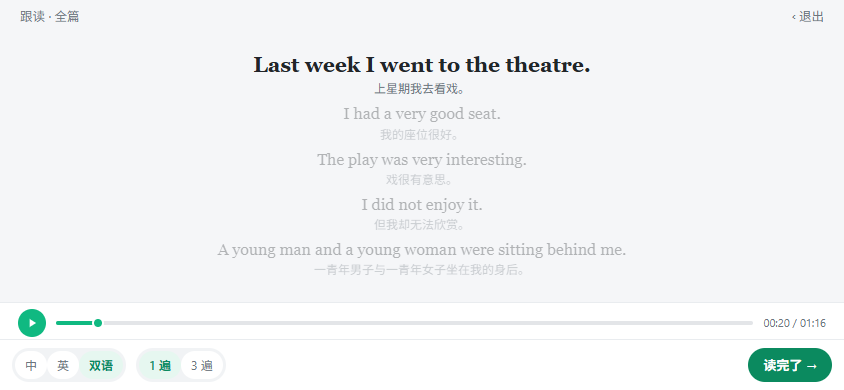 跟读 · 全篇
‹ 退出
Last week I went to the theatre.
上星期我去看戏。
I had a very good seat.
我的座位很好。
The play was very interesting.
戏很有意思。
I did not enjoy it.
但我却无法欣赏。
A young man and a young woman were sitting behind me.
一青年男子与一青年女子坐在我的身后。
00:20 / 01:16
中 英 双语 1 遍 3 遍 读完了 →